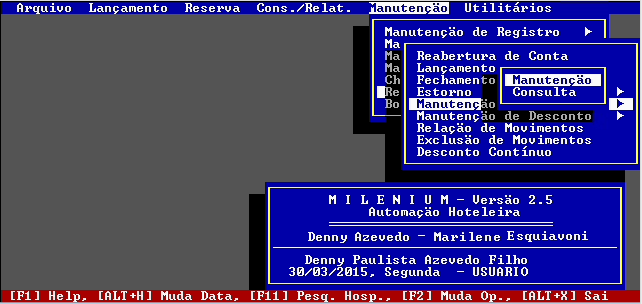 Arquivo Lançamento Reserva Cons./Relat. Manutenção Utilitários
Manutenção de Registro
Ma
Ma
Ma
Ch
Re
Bo
Reabertura de Conta
Lançamento
Fechamento
Estorno
Manutenção
Manutenção de Desconto
Relação de Movimentos
Exclusão de Movimentos
Desconto Contínuo
Manutenção
Consulta
M I L E N I U M - Versão 2.5
Automação Hoteleira
Denny Azevedo - Marilene Esquiavoni
Denny Paulista Azevedo Filho
30/03/2015, Segunda - USUARIO
[F1] Help, [ALT+H] Muda Data, [F11] Pesq. Hosp., [F2] Muda Op., [ALT+X] Sai